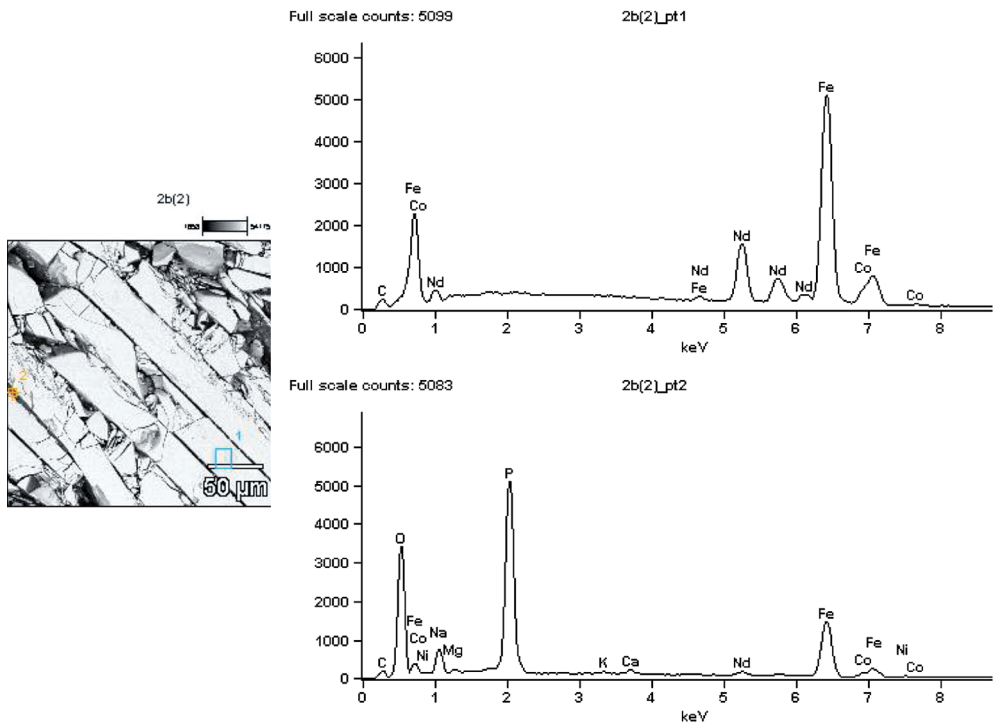 Full scale counts: 5099 2b(2)_pt1
6000
5000
4000
3000
2000
1000
0
Fe
Co
C
Nd
Nd
Fe
Nd
Nd
Nd
Fe
Fe
Co
Co
0 1 2 3 4 5 6 7 8
keV
2b(2)
2
1
50 µm
Full scale counts: 5083 2b(2)_pt2
6000
5000
4000
3000
2000
1000
0
P
O
Fe
Co
Ni
Na
Mg
C
K
Ca
Nd
Fe
Fe
Co
Ni
Co
0 1 2 3 4 5 6 7 8
keV